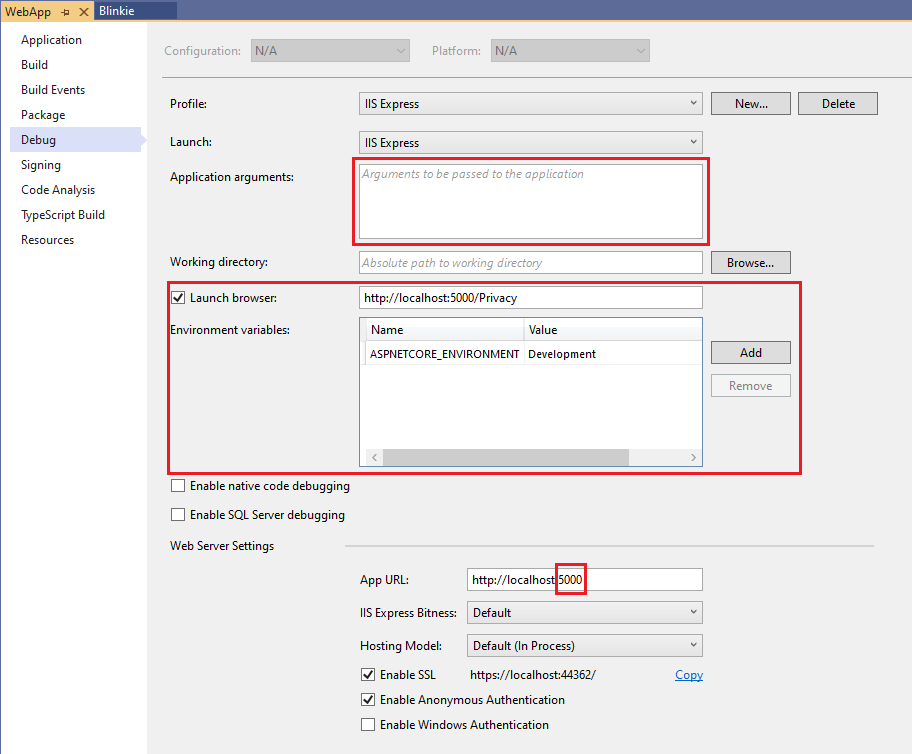 WebApp Blinkie
Application
Build
Build Events
Package
Debug
Signing
Code Analysis
TypeScript Build
Resources
Configuration: N/A Platform: N/A
Profile: IIS Express New... Delete
Launch: IIS Express
Application arguments: Arguments to be passed to the application
Working directory: Absolute path to working directory Browse...
Launch browser: http://localhost:5000/Privacy
Environment variables: Name Value
ASPNETCORE_ENVIRONMENT Development
Add
Remove
Enable native code debugging
Enable SQL Server debugging
Web Server Settings
App URL: http://localhost:5000
IIS Express Bitness: Default
Hosting Model: Default (In Process)
Enable SSL https://localhost:44362/ Copy
Enable Anonymous Authentication
Enable Windows Authentication